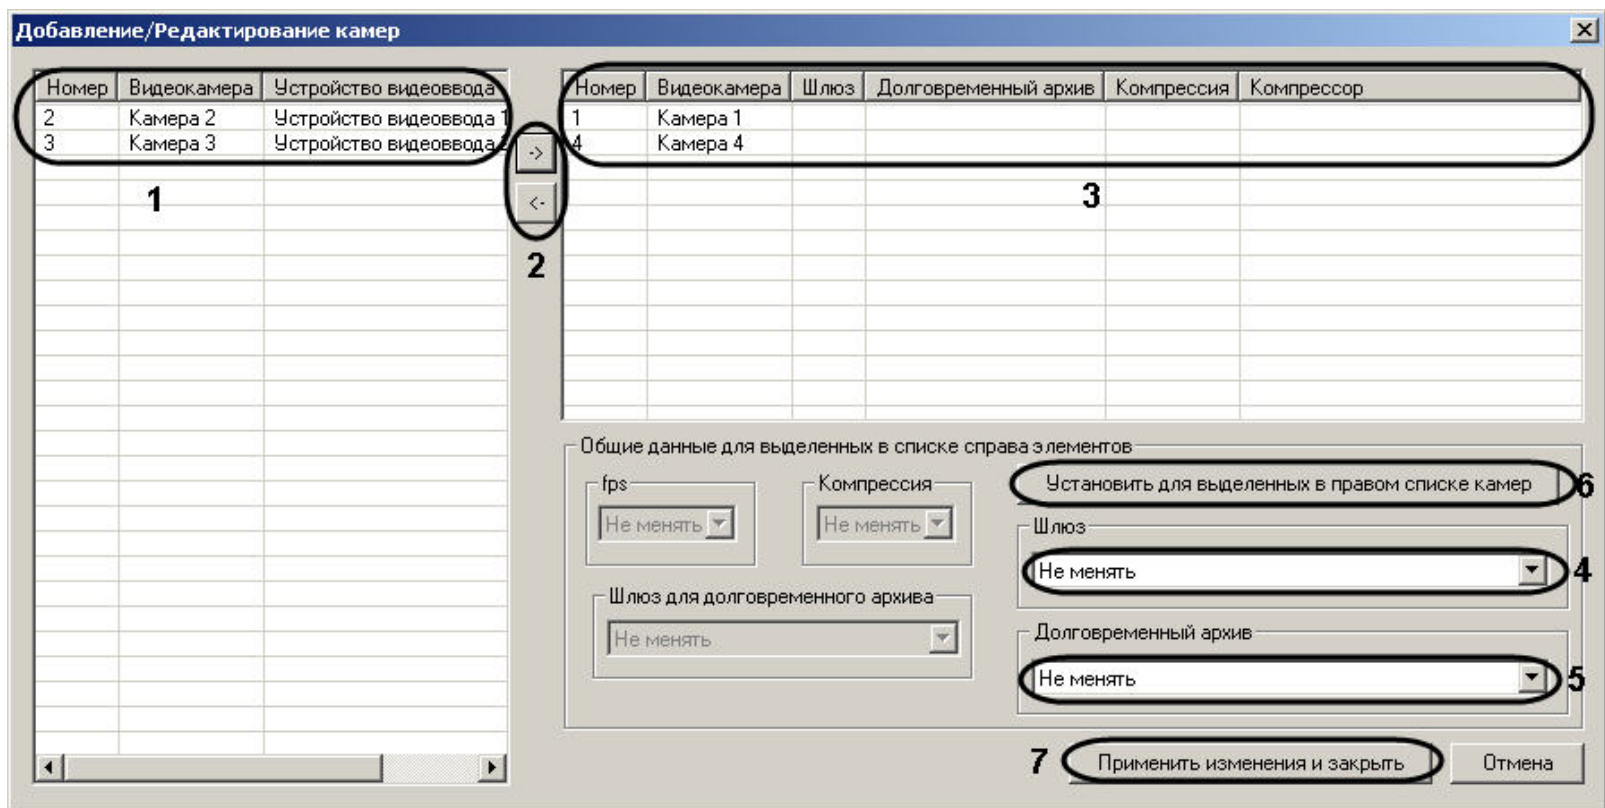 Добавление/Редактирование камер
Номер Видеокамера Устройство видеоввода
2 Камера 2 Устройство видеоввода 1
3 Камера 3 Устройство видеоввода
1
->
<-
2
Номер Видеокамера Шлюз Долговременный архив Компрессия Компрессор
1 Камера 1
4 Камера 4
3
Общие данные для выделенных в списке справа элементов
fps
Не менять
Компрессия
Не менять
Установить для выделенных в правом списке камер 6
Шлюз
Не менять 4
Шлюз для долговременного архива
Не менять
Долговременный архив
Не менять 5
7 Применить изменения и закрыть
Отмена